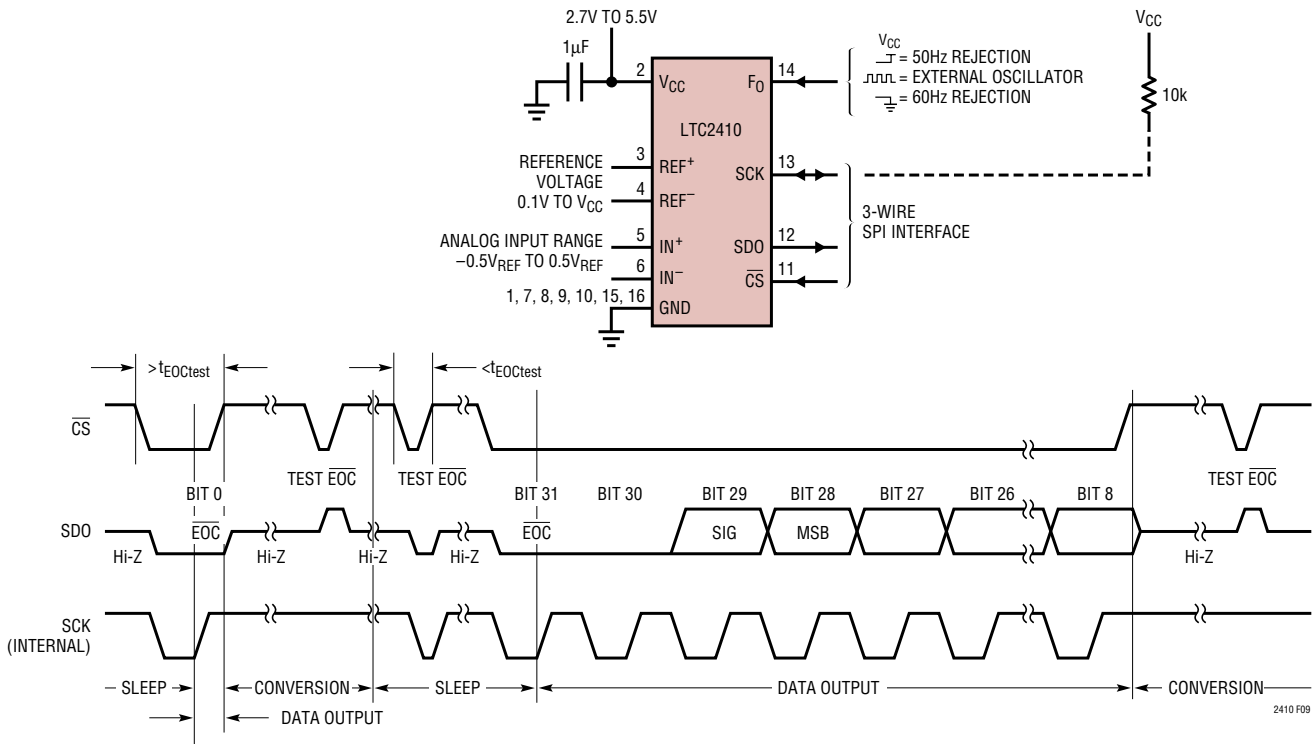 2.7V TO 5.5V
1µF
VCC
2
VCC
14
FO
VCC
= 50Hz REJECTION
= EXTERNAL OSCILLATOR
= 60Hz REJECTION
10k
LTC2410
REFERENCE
VOLTAGE
0.1V TO VCC
3
REF+
4
REF–
13
SCK
3-WIRE
SPI INTERFACE
ANALOG INPUT RANGE
–0.5VREF TO 0.5VREF
5
IN+
6
IN–
12
SDO
11
CS
1, 7, 8, 9, 10, 15, 16
GND
>tEOCtest
<tEOCtest
CS
TEST EOC
TEST EOC
TEST EOC
BIT 0
BIT 31
BIT 30
BIT 29
BIT 28
BIT 27
BIT 26
BIT 8
SDO
EOC
EOC
SIG
MSB
Hi-Z
Hi-Z
Hi-Z
Hi-Z
Hi-Z
SCK
(INTERNAL)
SLEEP
CONVERSION
SLEEP
DATA OUTPUT
CONVERSION
DATA OUTPUT
2410 F09